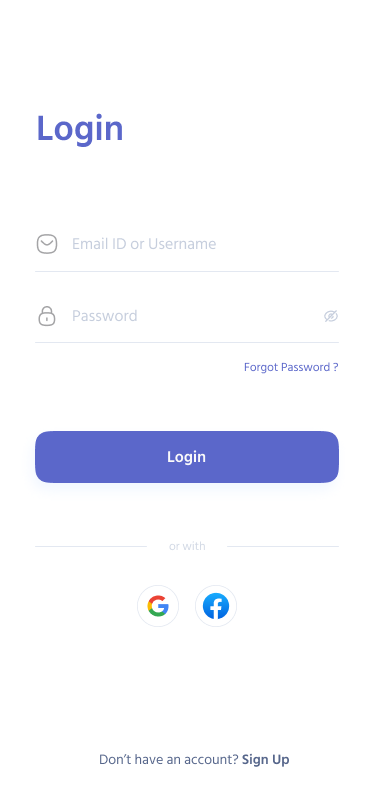 Login
Email ID or Username
Password
Forgot Password ?
Login
or with
Don’t have an account? Sign Up